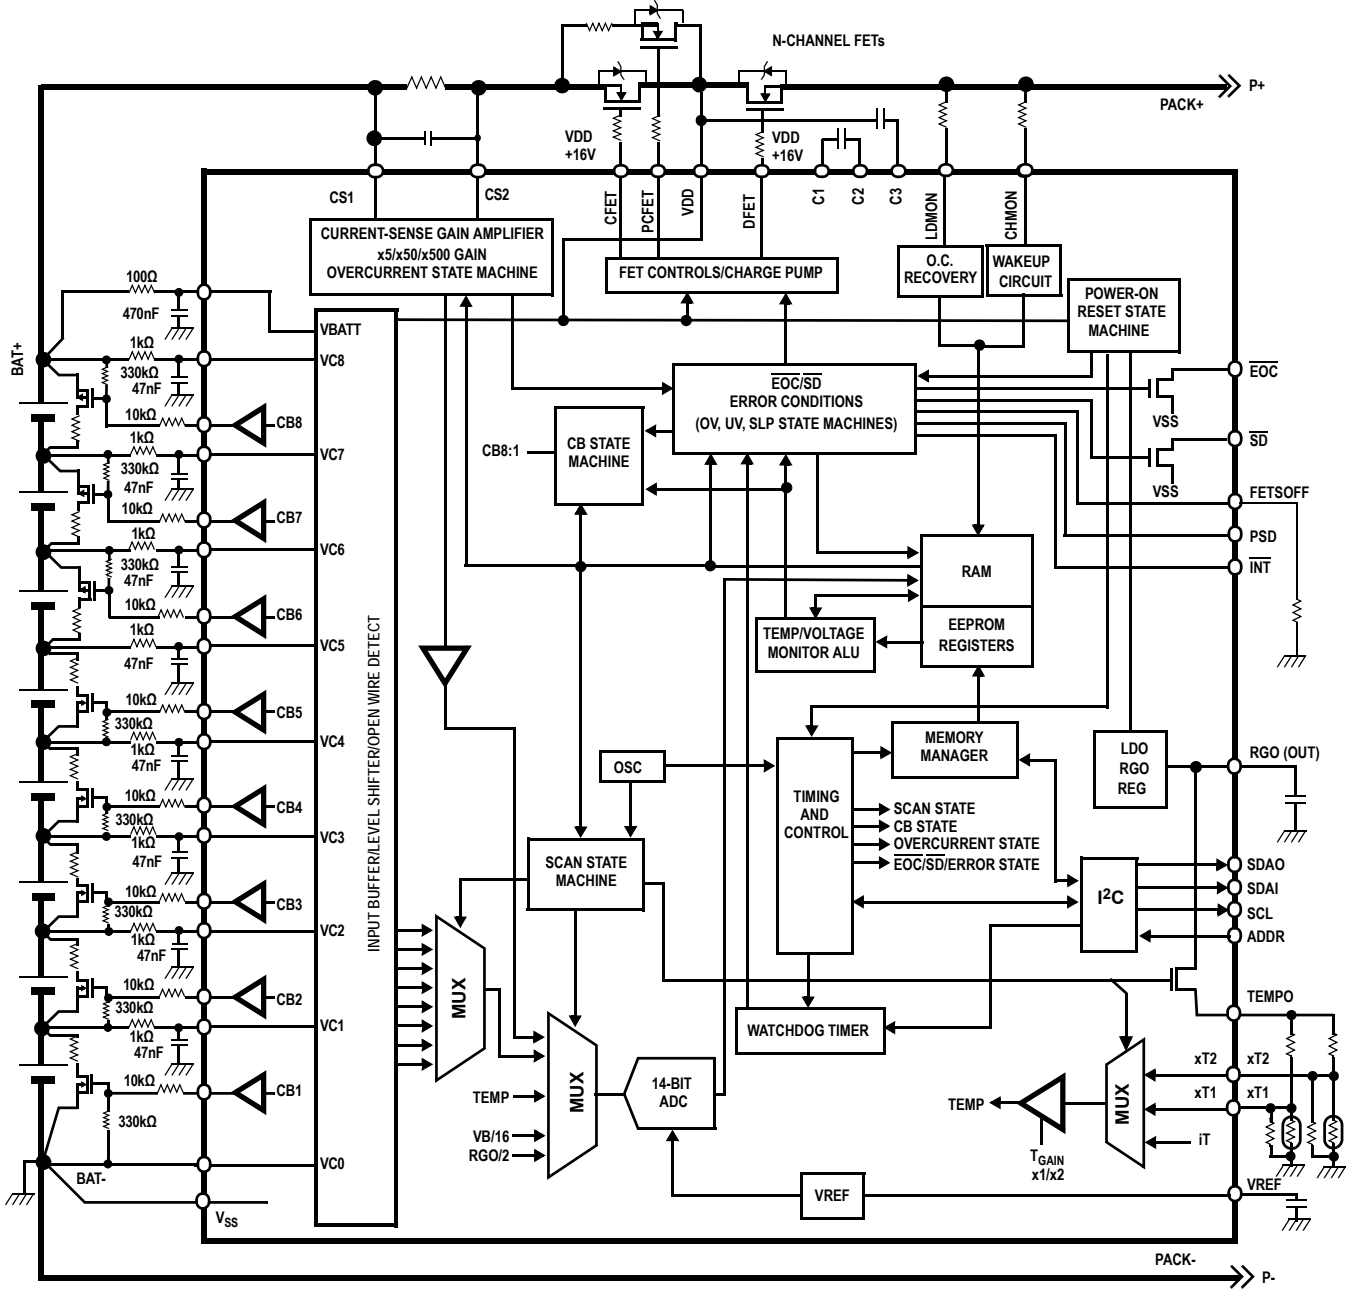 N-CHANNEL FETs
P+
PACK+
VDD
+16V
VDD
+16V
CS1
CS2
CFET
PCFET
VDD
DFET
C1
C2
C3
LDMON
CHMON
CURRENT-SENSE GAIN AMPLIFIER
x5/x50/x500 GAIN
OVERCURRENT STATE MACHINE
FET CONTROLS/CHARGE PUMP
O.C.
RECOVERY
WAKEUP
CIRCUIT
POWER-ON
RESET STATE
MACHINE
100Ω
470nF
VBATT
BAT+
1kΩ
VC8
330kΩ
47nF
10kΩ
CB8
1kΩ
VC7
330kΩ
47nF
10kΩ
CB7
1kΩ
VC6
330kΩ
47nF
10kΩ
CB6
1kΩ
VC5
47nF
10kΩ
CB5
330kΩ
VC4
1kΩ
47nF
10kΩ
CB4
330kΩ
VC3
1kΩ
47nF
10kΩ
CB3
330kΩ
VC2
1kΩ
47nF
10kΩ
CB2
330kΩ
VC1
1kΩ
47nF
10kΩ
CB1
330kΩ
VC0
BAT-
VSS
INPUT BUFFER/LEVEL SHIFTER/OPEN WIRE DETECT
EOC/SD
ERROR CONDITIONS
(OV, UV, SLP STATE MACHINES)
CB STATE
MACHINE
CB8:1
EOC
VSS
SD
VSS
FETSOFF
PSD
INT
RAM
EEPROM
REGISTERS
TEMP/VOLTAGE
MONITOR ALU
MEMORY
MANAGER
LDO
RGO
REG
RGO (OUT)
OSC
TIMING
AND
CONTROL
SCAN STATE
CB STATE
OVERCURRENT STATE
EOC/SD/ERROR STATE
SCAN STATE
MACHINE
I2C
SDAO
SDAI
SCL
ADDR
MUX
WATCHDOG TIMER
TEMPO
MUX
TEMP
VB/16
RGO/2
14-BIT
ADC
TEMP
TGAIN
x1/x2
MUX
xT2
xT2
xT1
xT1
iT
VREF
VREF
PACK-
P-